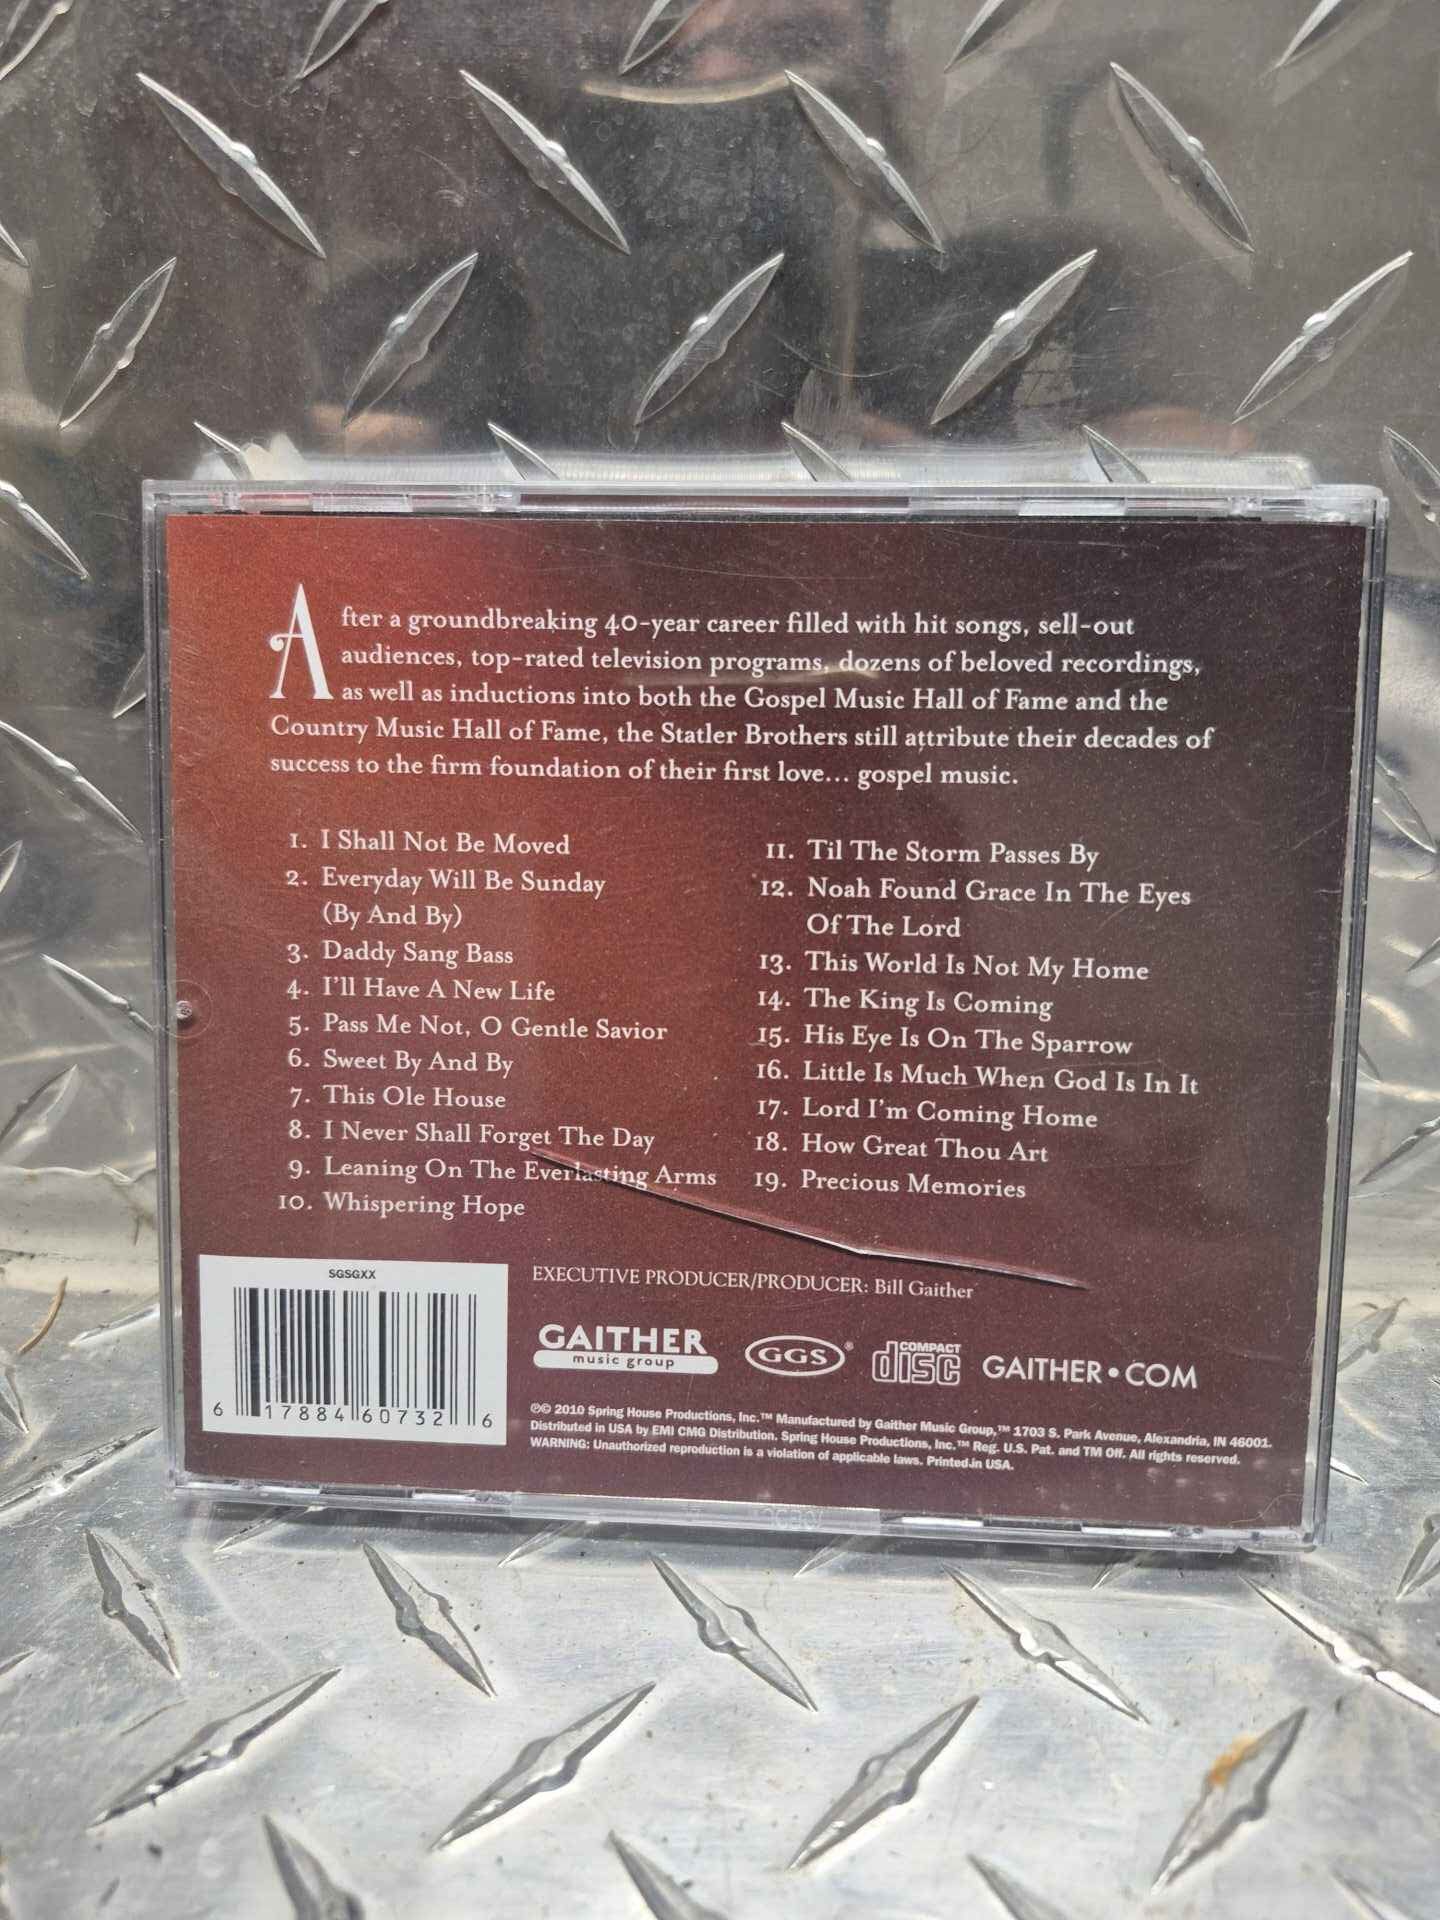 After a groundbreaking 40-year career filled with hit songs, sell-out
audiences, top-rated television programs, dozens of beloved recordings,
as well as inductions into both the Gospel Music Hall of Fame and the
Country Music Hall of Fame, the Statler Brothers still attribute their decades of
success to the firm foundation of their first love... gospel music.
1. I Shall Not Be Moved
2. Everyday Will Be Sunday
(By And By)
3. Daddy Sang Bass
4. I'll Have A New Life
5. Pass Me Not, O Gentle Savior
6. Sweet By And By
7. This Ole House
8. I Never Shall Forget The Day
9. Leaning On The Everlasting Arms
10. Whispering Hope
11. Til The Storm Passes By
12. Noah Found Grace In The Eyes
Of The Lord
13. This World Is Not My Home
14. The King Is Coming
15. His Eye Is On The Sparrow
16. Little Is Much When God Is In It
17. Lord I'm Coming Home
18. How Great Thou Art
19. Precious Memories
SGSGXX
6 17884 60732 6
EXECUTIVE PRODUCER/PRODUCER: Bill Gaither
GAITHER
music group
GGS®
COMPACT
disc
GAITHER•COM
℗© 2010 Spring House Productions, Inc.™ Manufactured by Gaither Music Group,™ 1703 S. Park Avenue, Alexandria, IN 46001.
Distributed in USA by EMI CMG Distribution. Spring House Productions, Inc.™ Reg. U.S. Pat. and TM Off. All rights reserved.
WARNING: Unauthorized reproduction is a violation of applicable laws. Printed in USA.